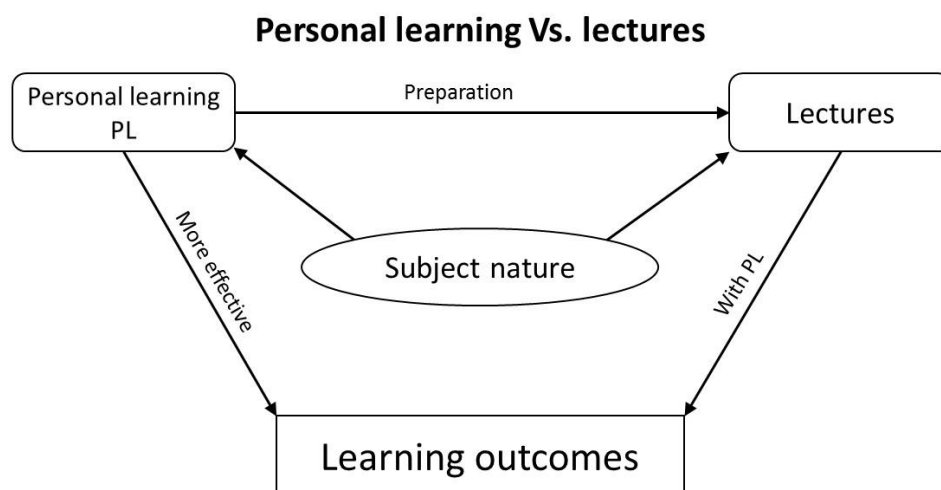 Personal learning Vs. lectures
Personal learning
PL
Preparation
Lectures
Subject nature
More effective
With PL
Learning outcomes